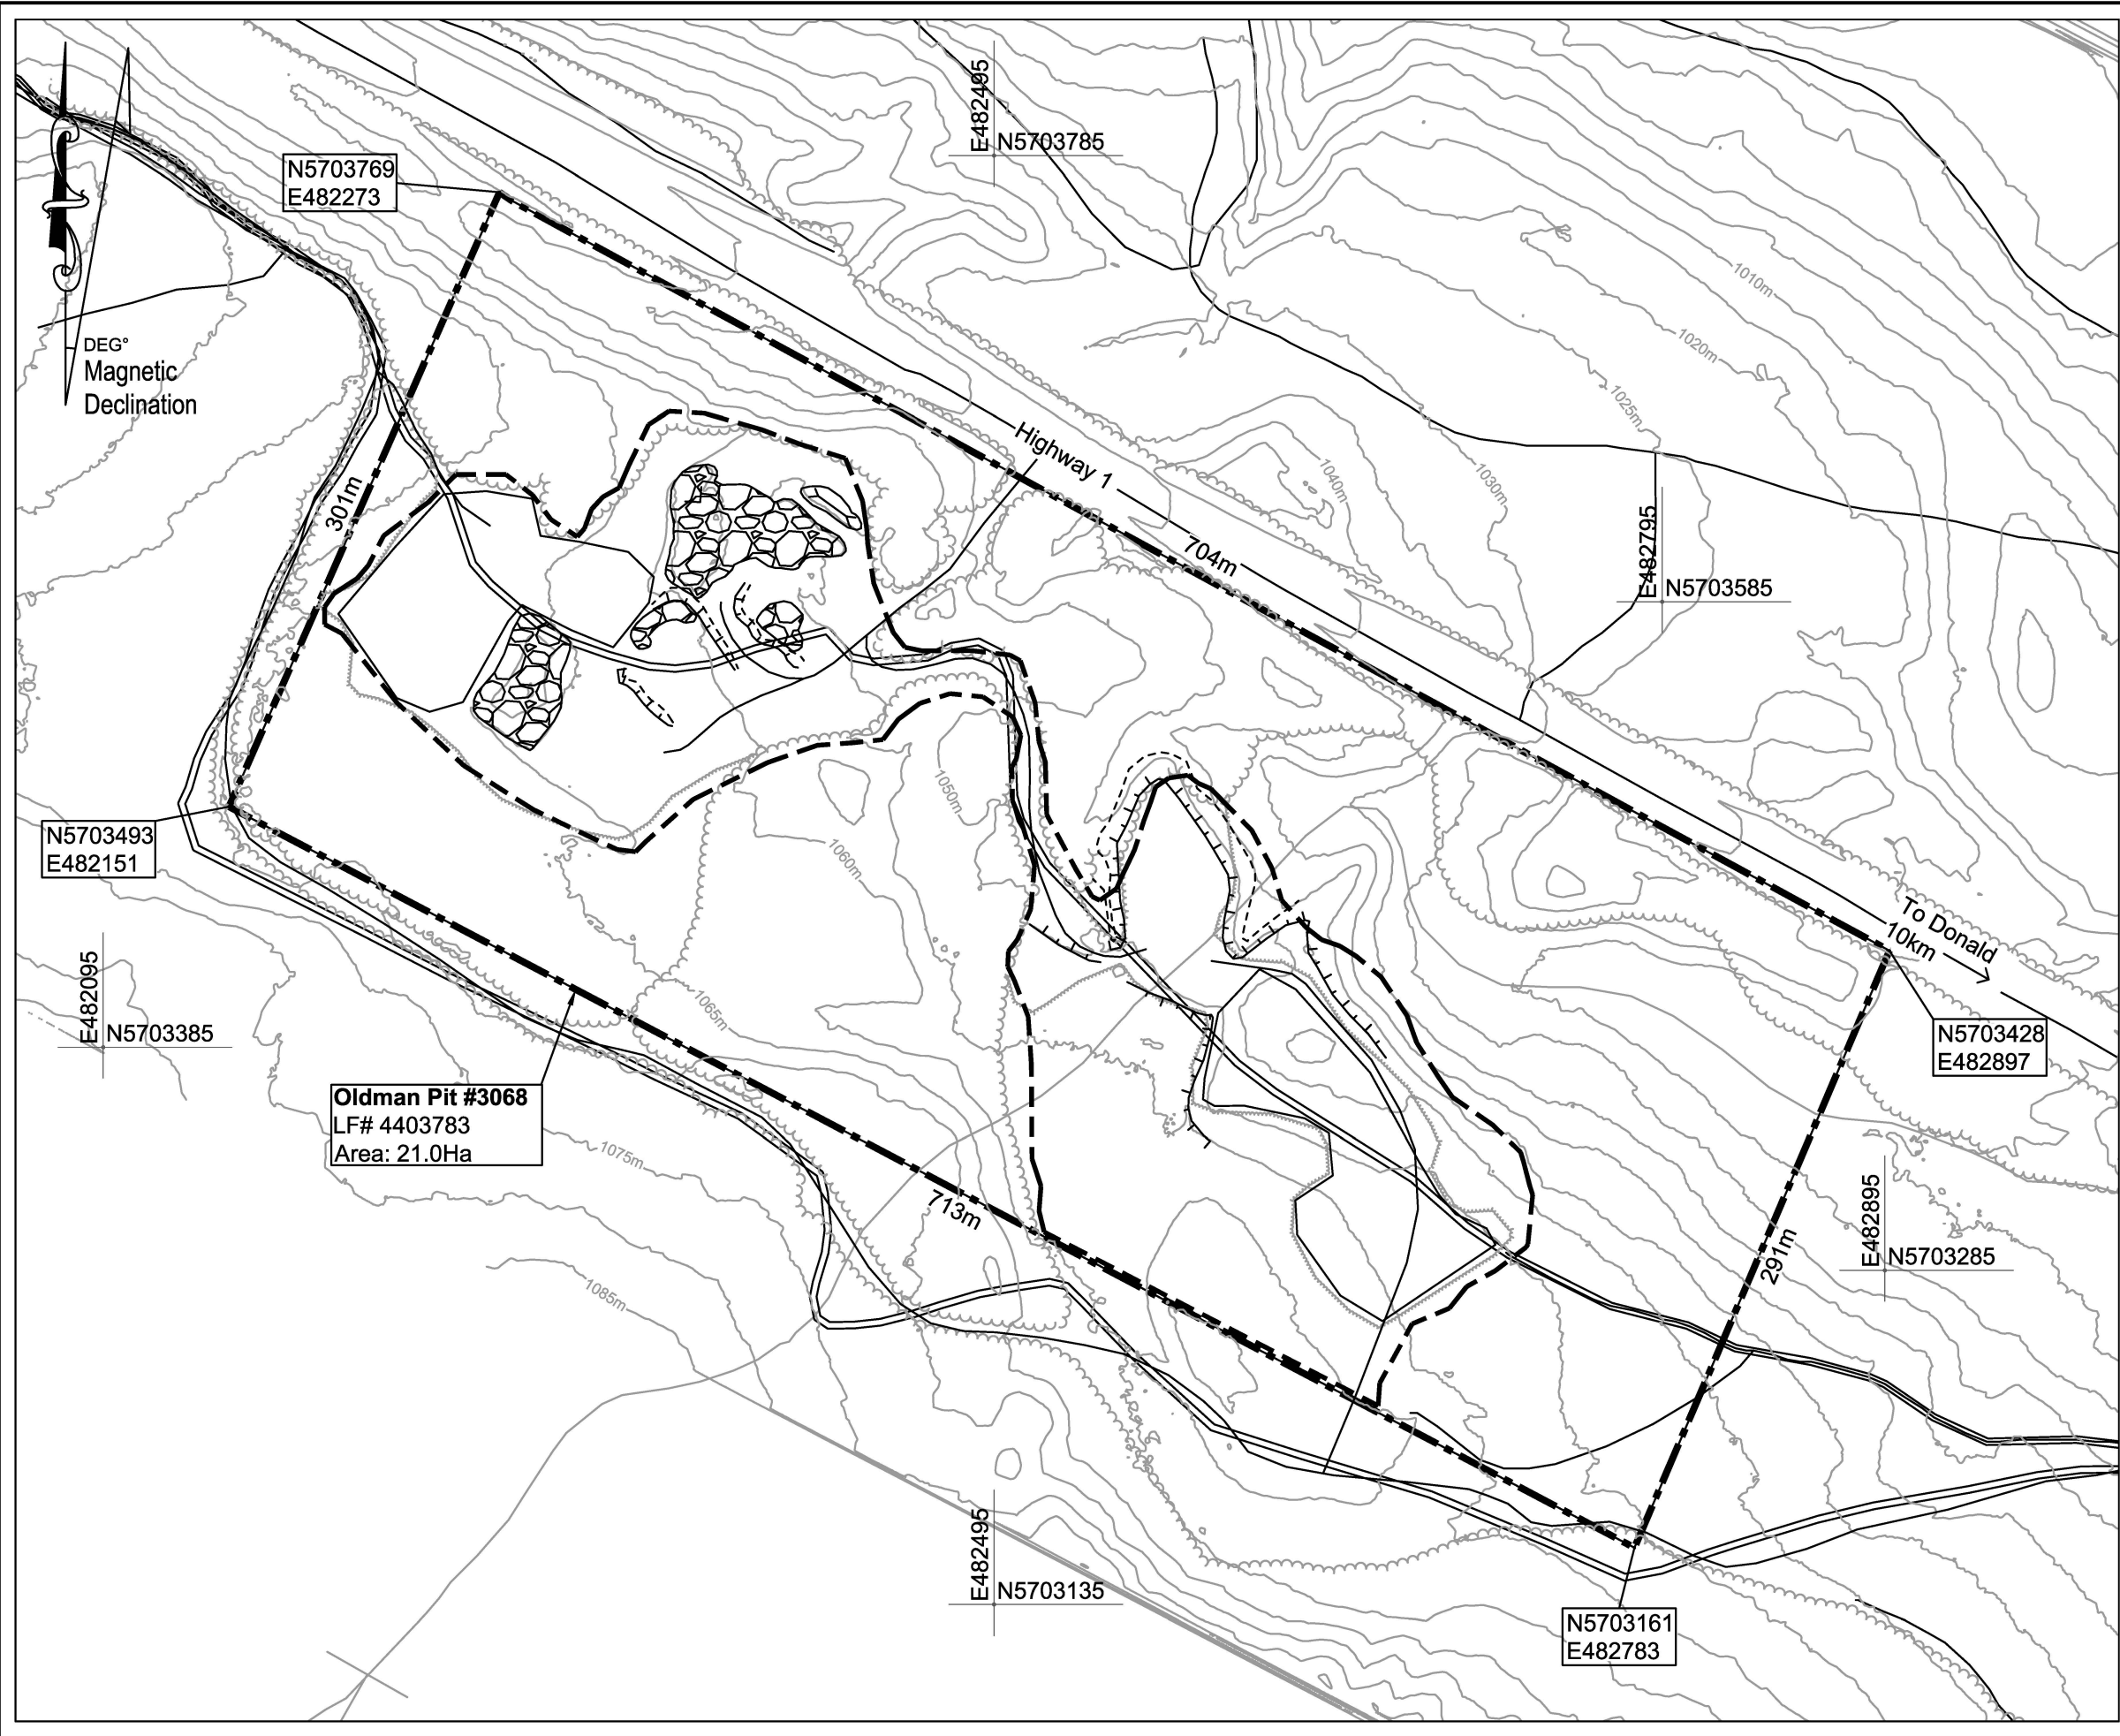 E482495
N5703785
N5703769
E482273
DEG°
Magnetic
Declination
1010m
1020m
1025m
Highway 1
1040m
1030m
301m
704m
E482795
N5703585
1050m
N5703493
E482151
1060m
To Donald
10km
E482095
N5703385
1065m
N5703428
E482897
Oldman Pit #3068
LF# 4403783
Area: 21.0Ha
1075m
713m
E482895
N5703285
291m
1085m
E482495
N5703135
N5703161
E482783